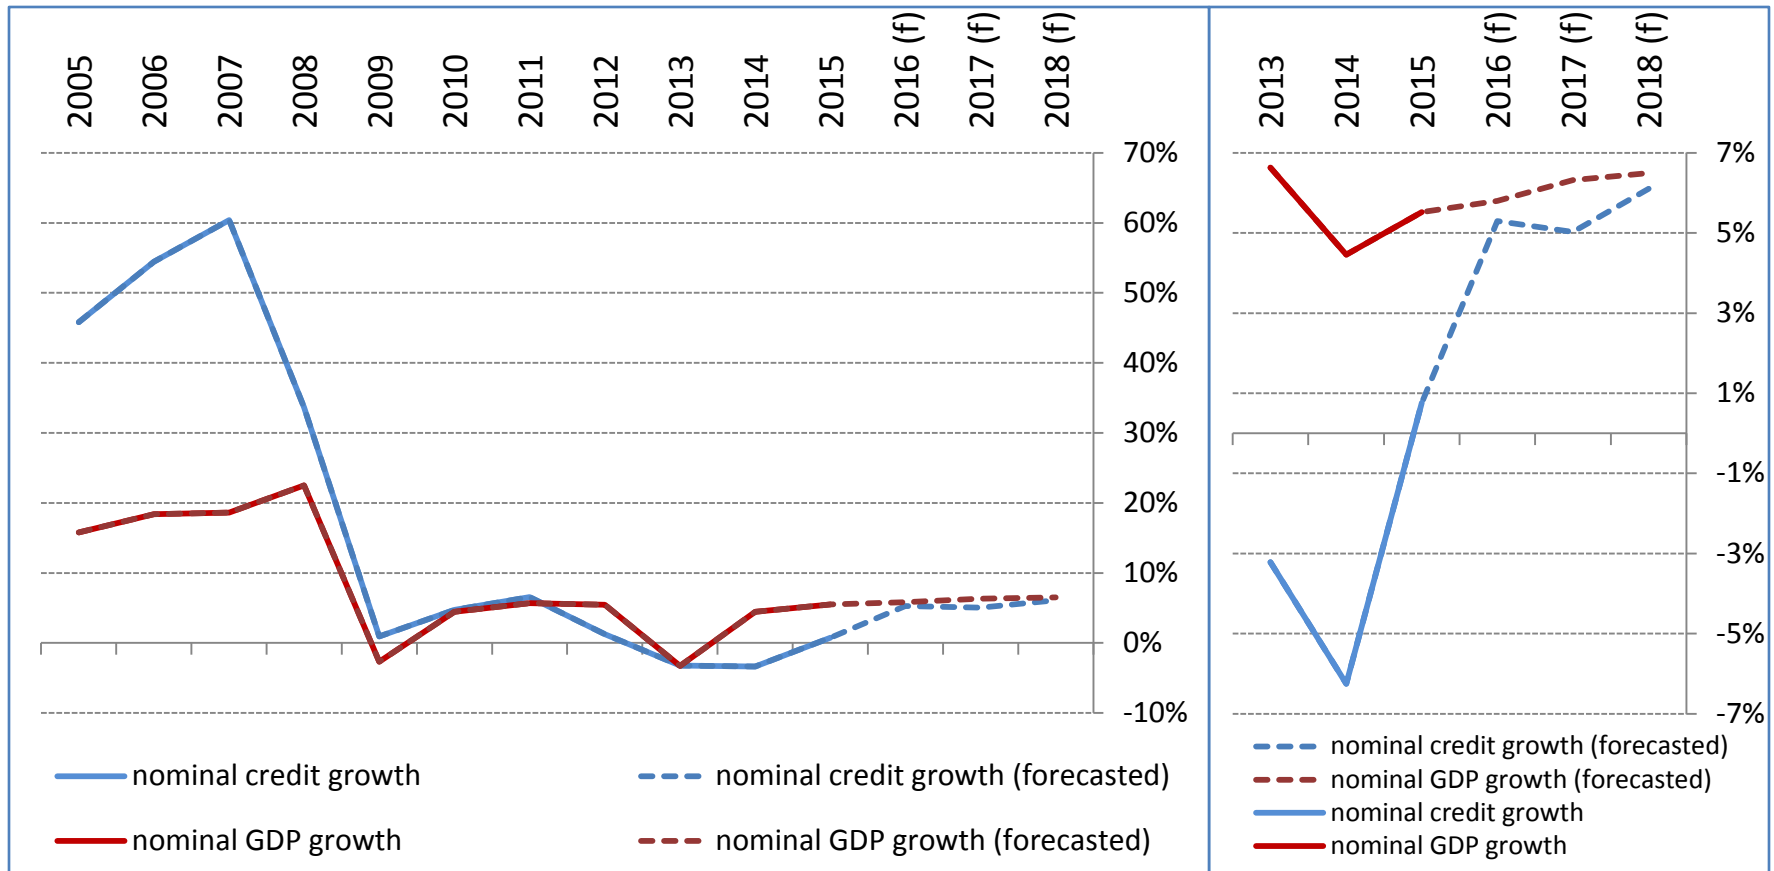 2005
2006
2007
2008
2009
2010
2011
2012
2013
2014
2015
2016 (f)
2017 (f)
2018 (f)
70%
60%
50%
40%
30%
20%
10%
0%
-10%
nominal credit growth
nominal credit growth (forecasted)
nominal GDP growth
nominal GDP growth (forecasted)
2013
2014
2015
2016 (f)
2017 (f)
2018 (f)
7%
5%
3%
1%
-1%
-3%
-5%
-7%
nominal credit growth (forecasted)
nominal GDP growth (forecasted)
nominal credit growth
nominal GDP growth